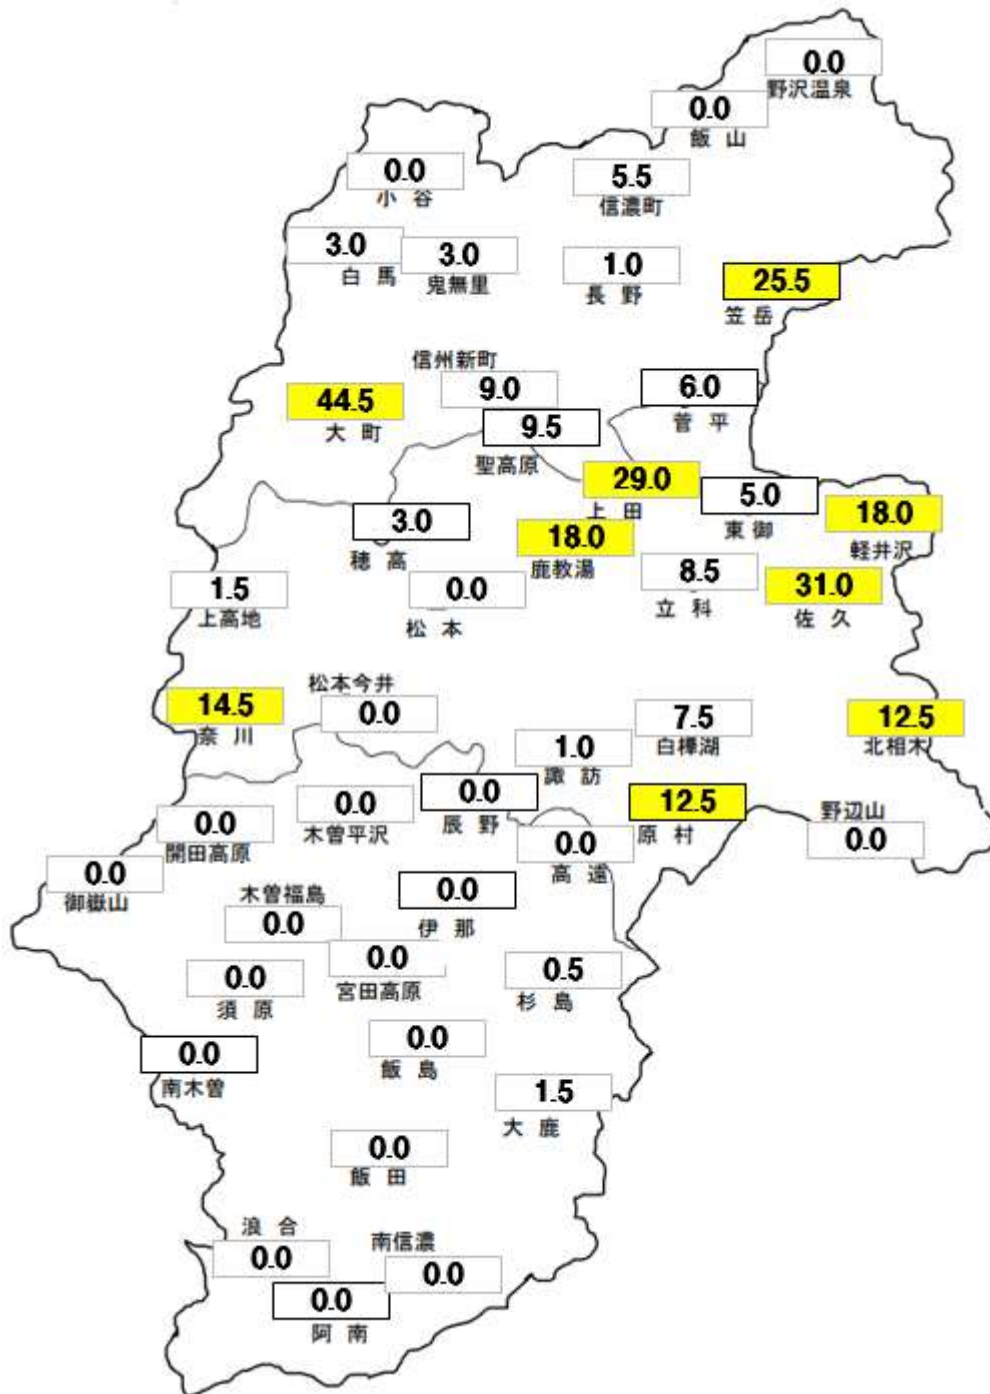 0.0
野沢温泉
0.0
飯山
0.0
小谷
5.5
信濃町
3.0
白馬
3.0
鬼無里
1.0
長野
25.5
笠岳
信州新町
9.0
44.5
大町
6.0
菅平
9.5
聖高原
29.0
上田
5.0
東御
18.0
軽井沢
3.0
穂高
18.0
鹿教湯
8.5
立科
31.0
佐久
1.5
上高地
0.0
松本
松本今井
0.0
14.5
奈川
7.5
白樺湖
12.5
北相木
1.0
諏訪
0.0
辰野
0.0
木曽平沢
12.5
原村
野辺山
0.0
0.0
開田高原
0.0
高遠
0.0
御嶽山
木曽福島
0.0
0.0
伊那
0.0
宮田高原
0.0
須原
0.5
杉島
0.0
南木曽
0.0
飯島
1.5
大鹿
0.0
飯田
浪合
0.0
南信濃
0.0
0.0
阿南